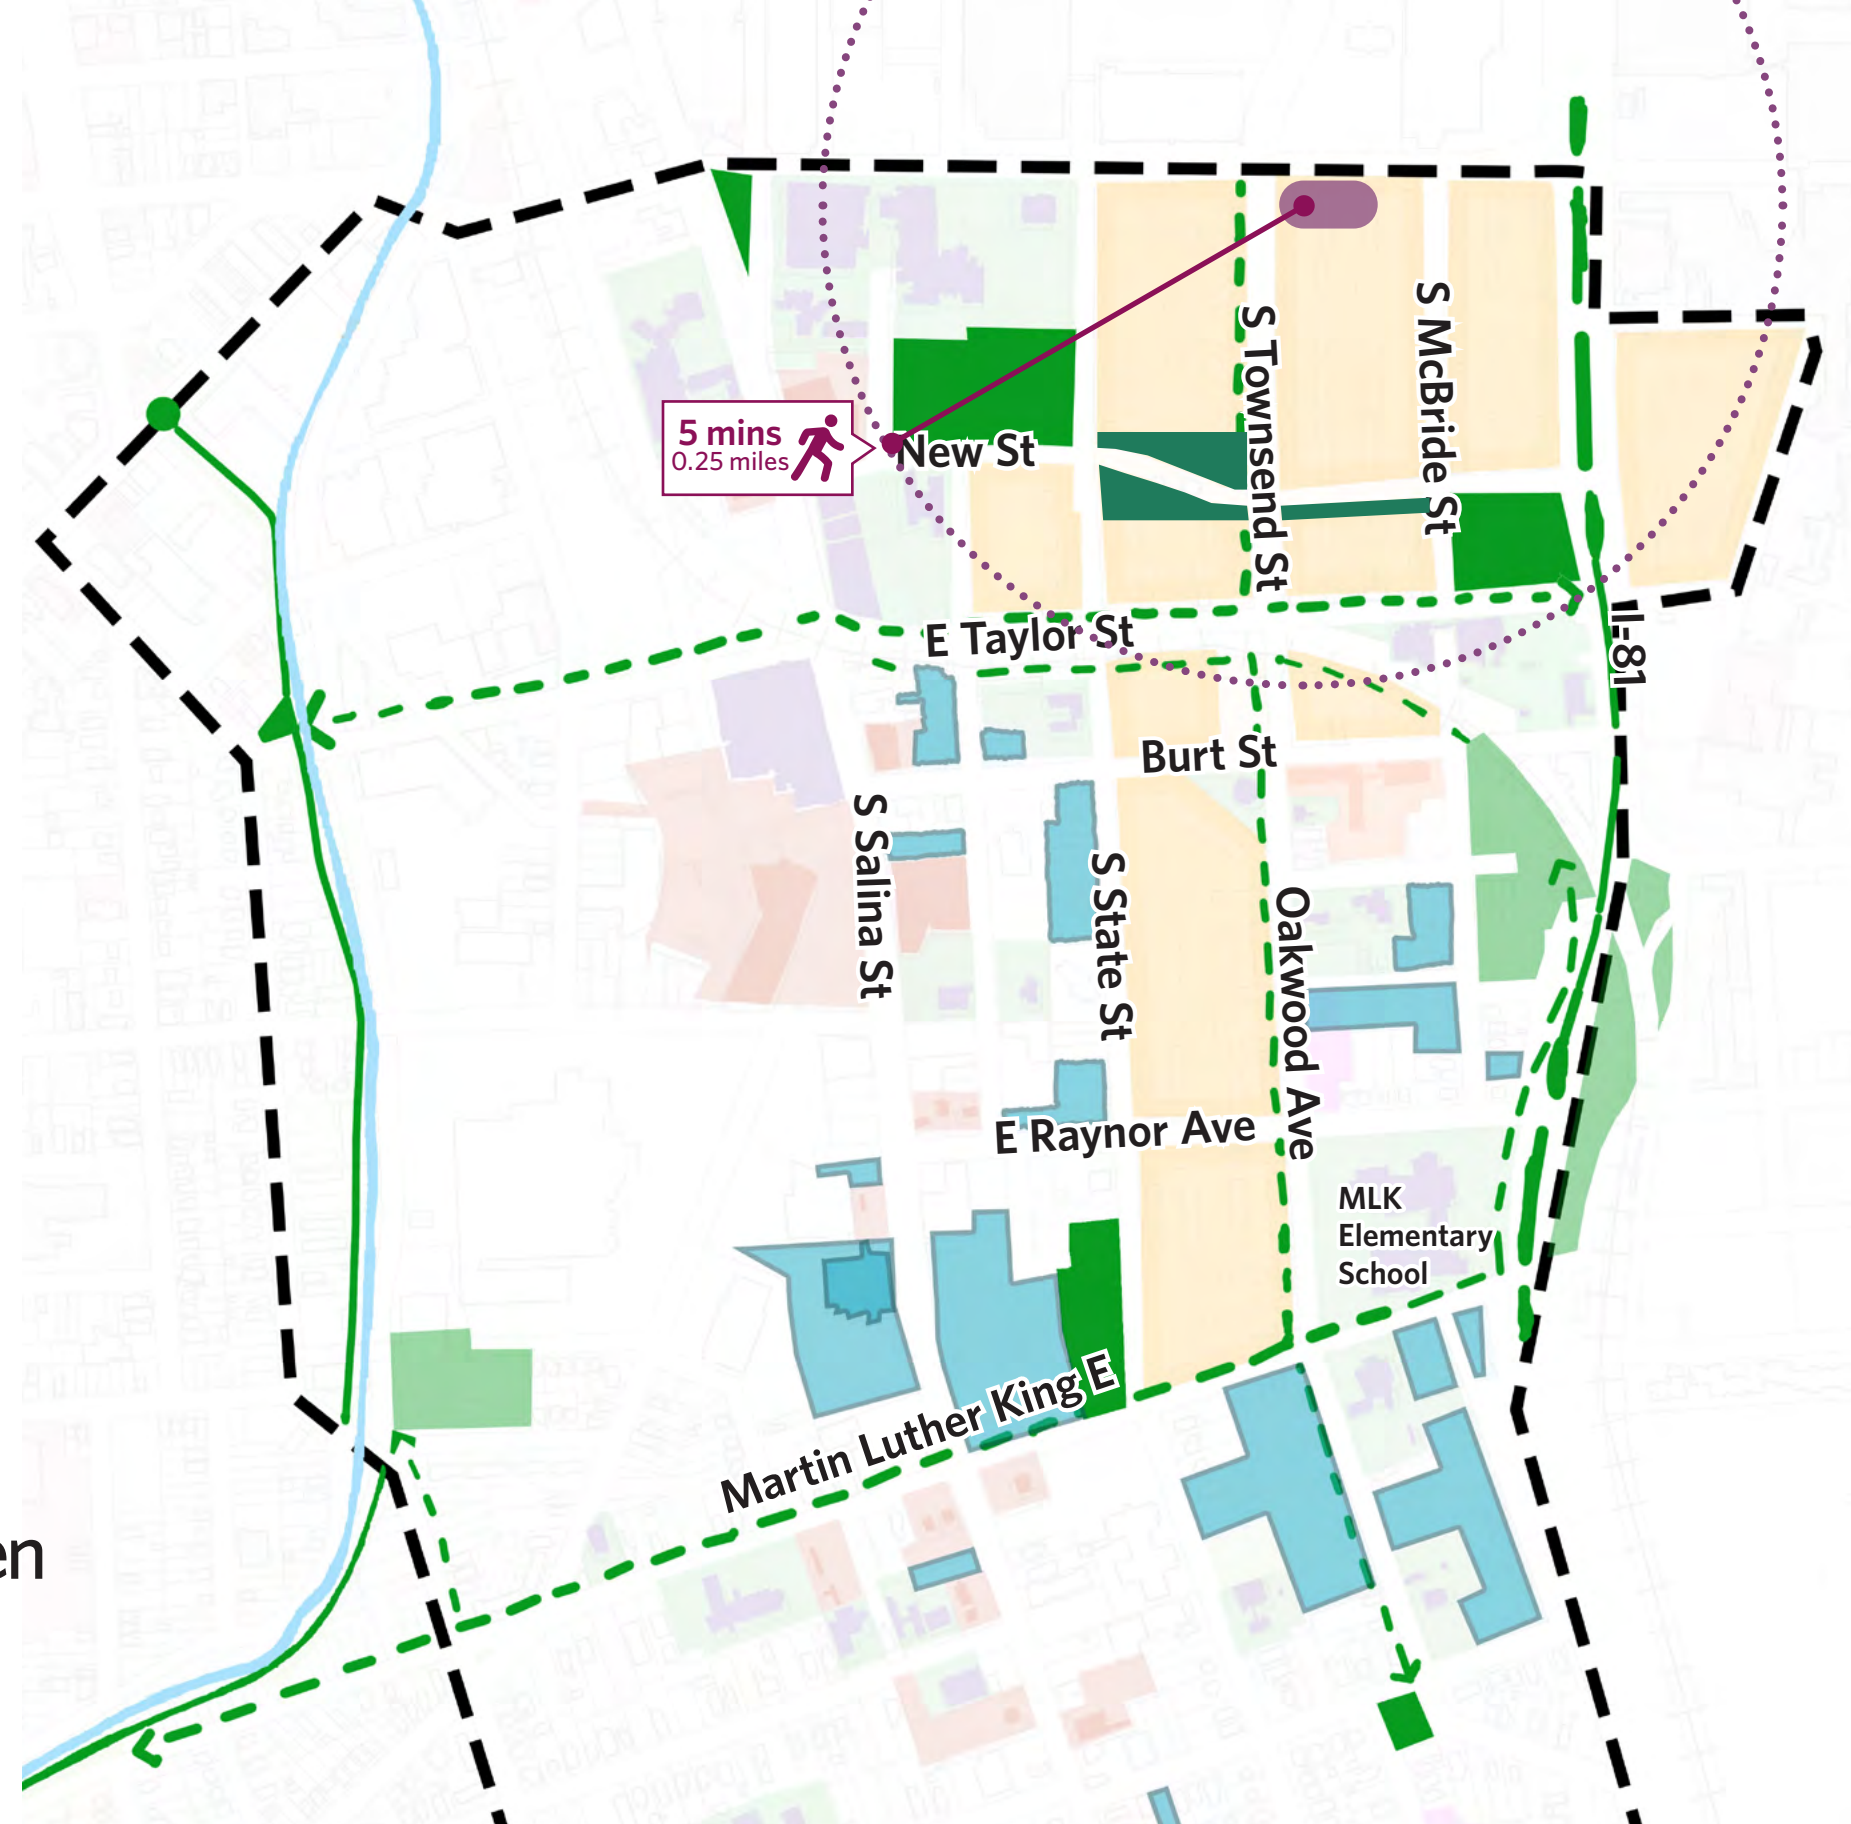 S Townsend St
S McBride St
5 mins
0.25 miles
New St
E Taylor St
I-81
Burt St
S Salina St
S State St
Oakwood Ave
E Raynor Ave
MLK
Elementary
School
Martin Luther King E
en